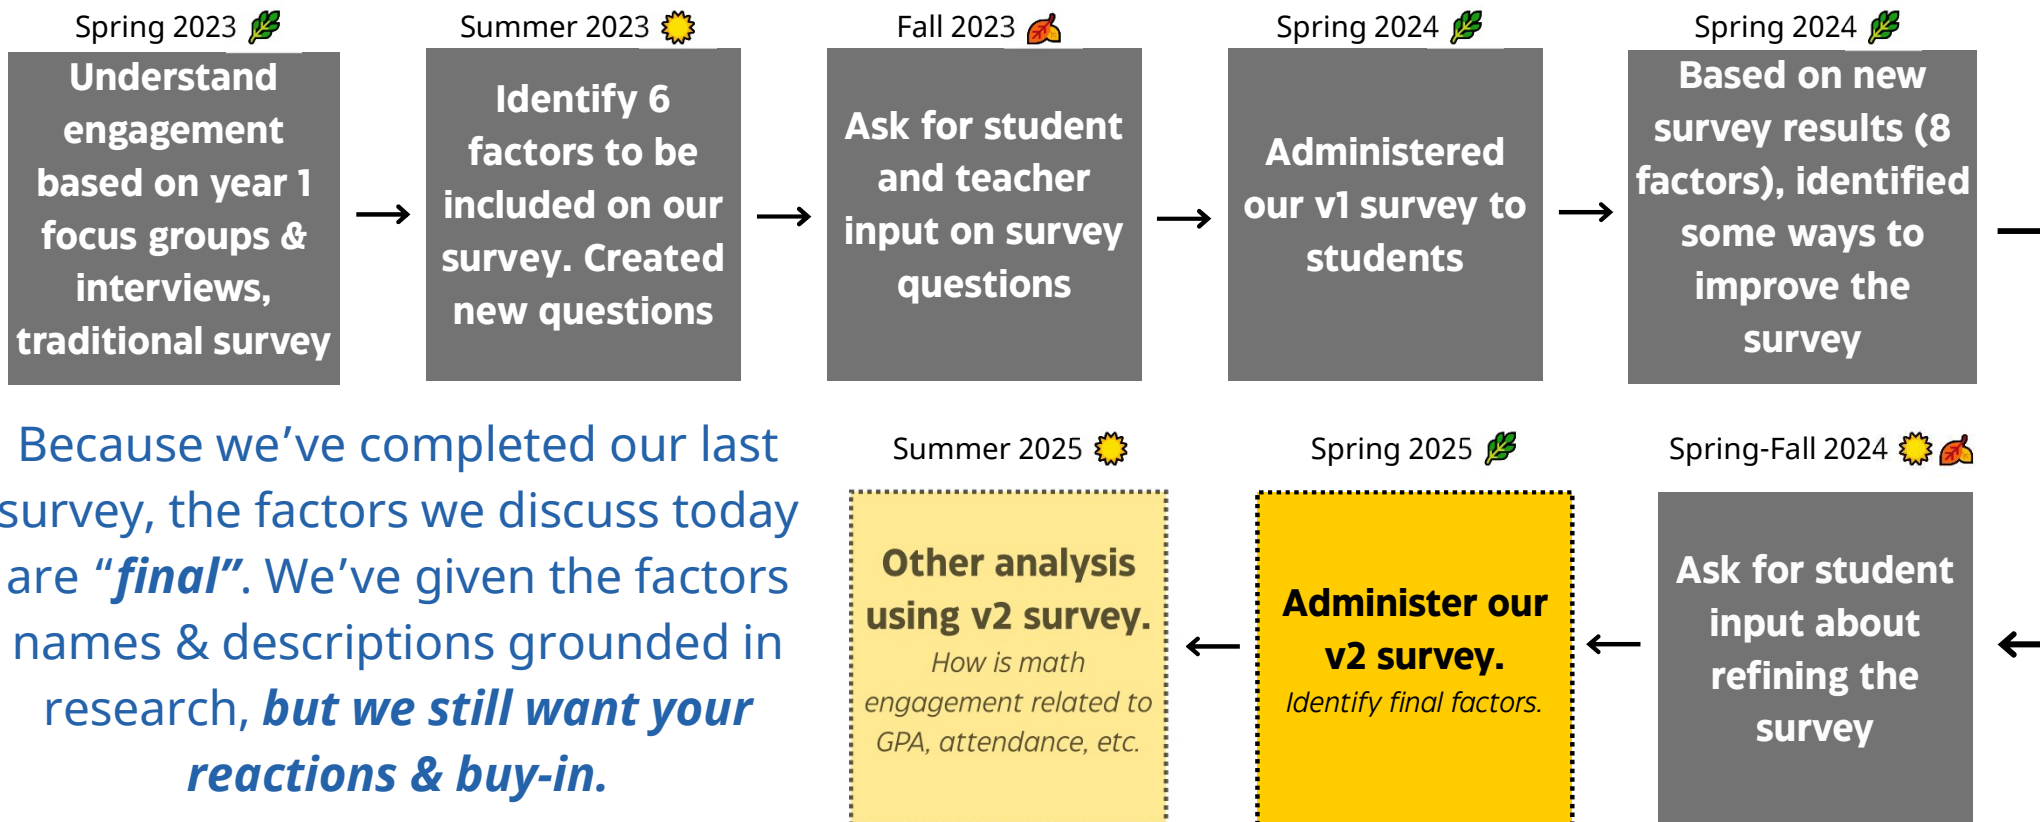 Spring 2023
Understand
engagement
based on year 1
focus groups &
interviews,
traditional survey
Summer 2023
Identify 6
factors to be
included on our
survey. Created
new questions
Fall 2023
Ask for student
and teacher
input on survey
questions
Spring 2024
Administered
our v1 survey to
students
Spring 2024
Based on new
survey results (8
factors), identified
some ways to
improve the
survey
Spring-Fall 2024
Ask for student
input about
refining the
survey
Spring 2025
Administer our
v2 survey.
Identify final factors.
Summer 2025
Other analysis
using v2 survey.
How is math
engagement related to
GPA, attendance, etc.
Because we’ve completed our last
survey, the factors we discuss today
are “final”. We’ve given the factors
names & descriptions grounded in
research, but we still want your
reactions & buy-in.